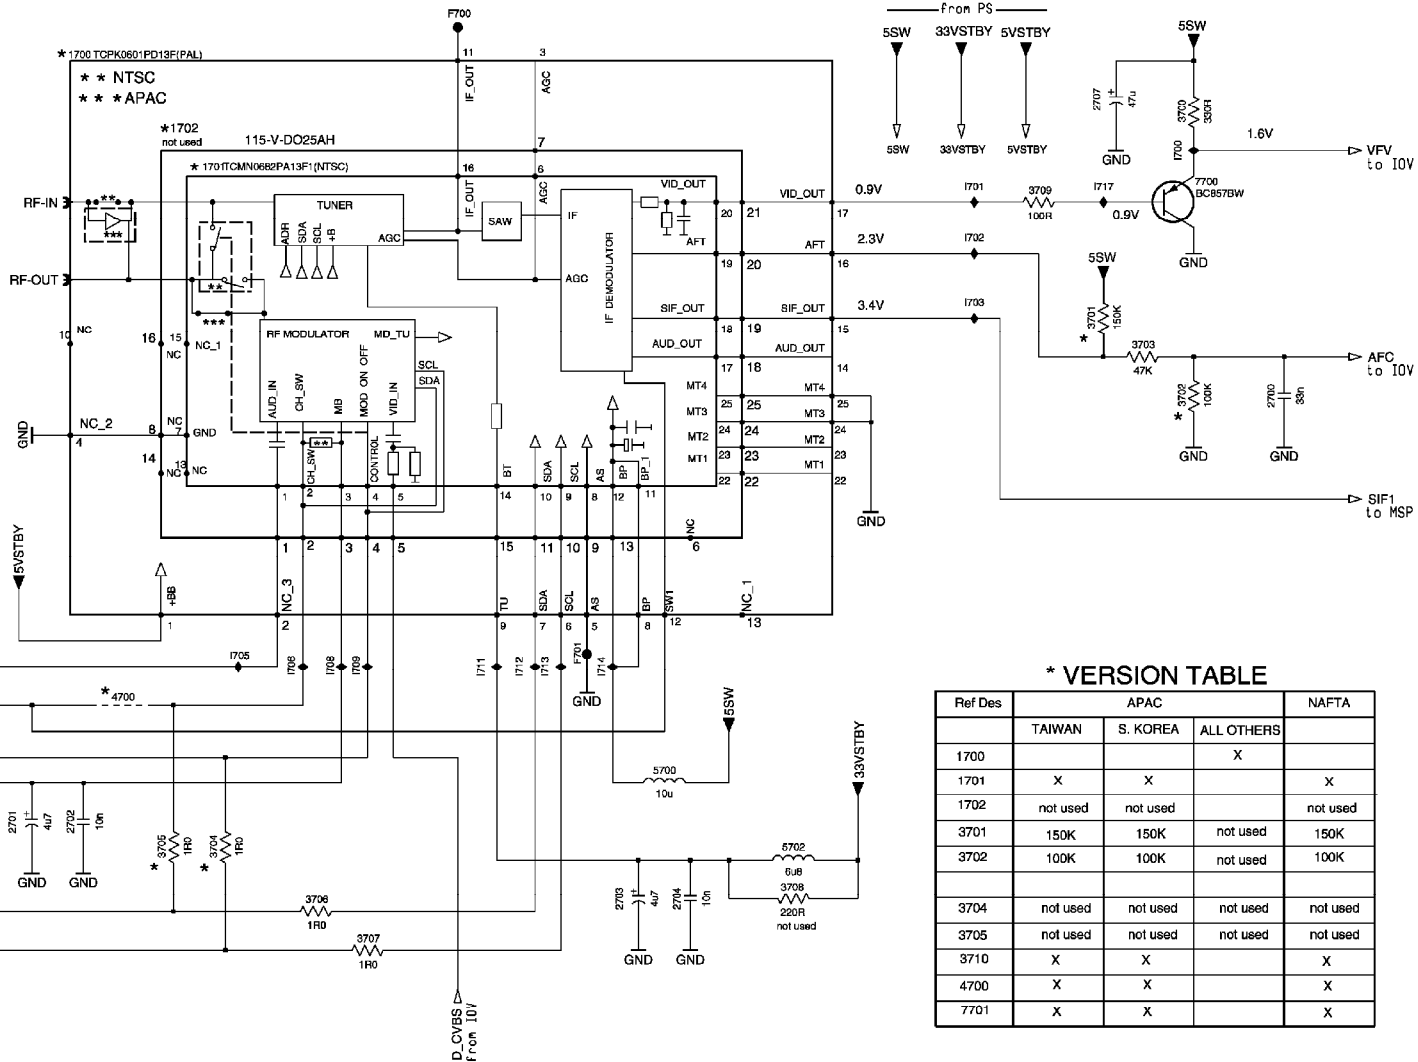 from PS
5SW 33VSTBY 5VSTBY
5SW 33VSTBY 5VSTBY
F700
*1700 TCPK0601PD13F(PAL)
* * NTSC
* * * APAC
11
3
IF_OUT
AGC
*1702
not used
115-V-DO25AH
7
* 1701TCMN0682PA13F1(NTSC)
16
6
IF_OUT
AGC
RF-IN
**
***
RF-OUT
**
***
TUNER
ADR
SDA
SCL
+B
AGC
SAW
IF
AGC
IF DEMODULATOR
VID_OUT
20
21
VID_OUT
17
0.9V
I701
3709
100R
I717
0.9V
AFT
19
20
AFT
16
2.3V
I702
SIF_OUT
18
19
SIF_OUT
15
3.4V
I703
AUD_OUT
17
18
AUD_OUT
14
MT4
25
25
MT4
25
MT3
24
24
MT3
24
MT2
23
23
MT2
23
MT1
22
22
MT1
22
GND
5SW
2707
47u
GND
3700
330R
I700
1.6V
VFV
to IOV
7700
BC857BW
GND
5SW
3701
150K
*
3703
47K
3702
100K
*
GND
2700
33n
GND
AFC
to IOV
SIF1
to MSP
10
NC
16
15
NC
NC_1
RF MODULATOR
MD_TU
SCL
SDA
AUD_IN
CH_SW
MB
MOD ON OFF
VID_IN
**
CH_SW
CONTROL
GND
4
NC_2
8
NC
7
GND
14
NC
13
NC
1
2
3
4
5
BT
14
SDA
10
SCL
9
AS
8
BP
12
BP_1
11
1
2
3
4
5
15
11
10
9
13
NC
6
5VSTBY
+BB
1
NC_3
2
TU
9
SDA
7
SCL
6
AS
5
BP
8
SW1
12
NC_1
13
I705
I706
I708
I709
I711
I712
I713
F701
GND
I714
*4700
5SW
5700
10u
33VSTBY
2701
4u7
GND
2702
10n
GND
3705
1R0
*
3704
1R0
*
3706
1R0
3707
1R0
2703
4u7
GND
2704
10n
GND
5702
6u8
3708
220R
not used
D_CVBS
from IOV
* VERSION TABLE
Ref Des APAC NAFTA
TAIWAN S. KOREA ALL OTHERS
1700 X
1701 X X X
1702 not used not used not used
3701 150K 150K not used 150K
3702 100K 100K not used 100K
3704 not used not used not used not used
3705 not used not used not used not used
3710 X X X
4700 X X X
7701 X X X